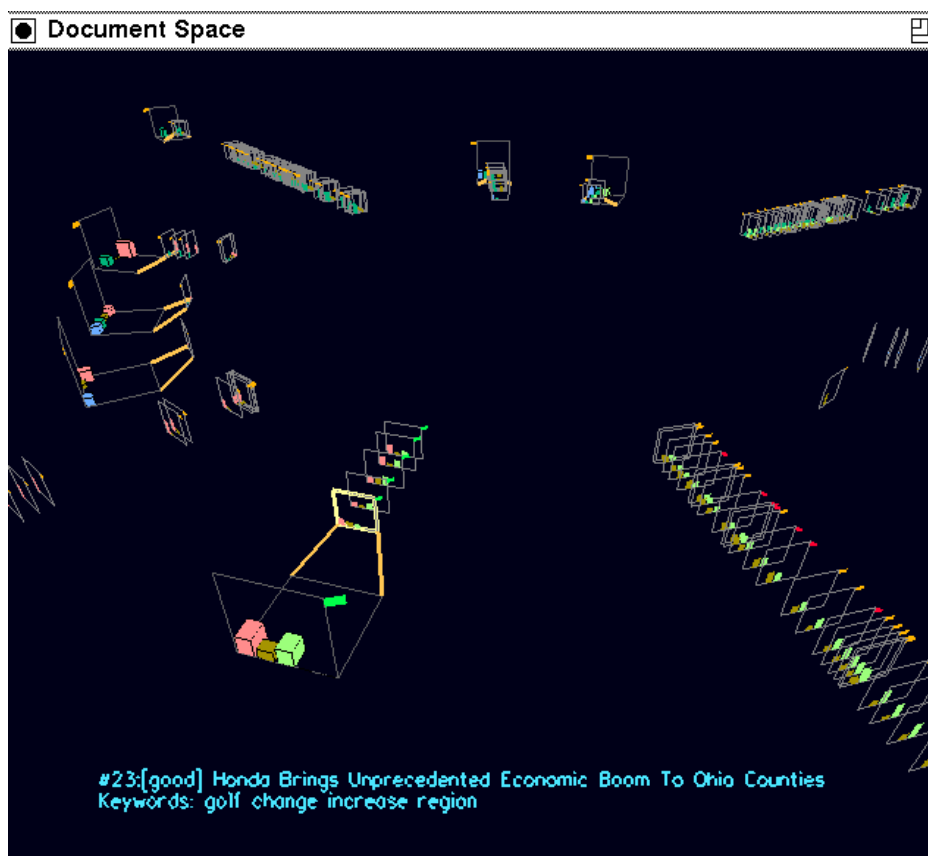 Document Space
#23:[good] Honda Brings Unprecedented Economic Boom To Ohio Counties
Keywords: golf change increase region